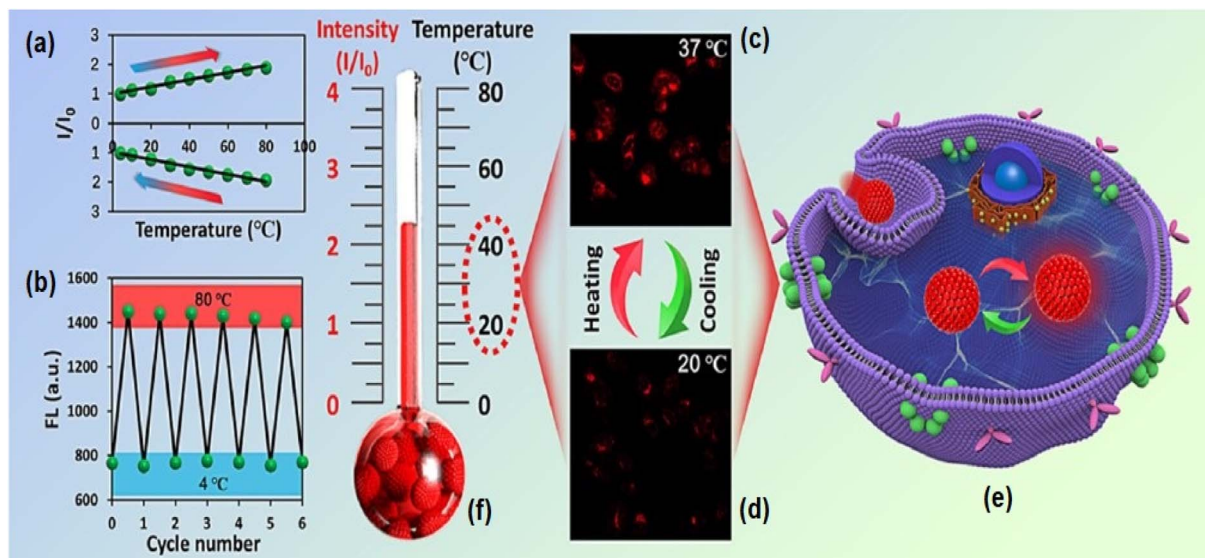 (a)
3
2
1
0
I/I₀
0 20 40 60 80 100
1
2
3
Temperature (℃)
(b)
1600
1400
1200
1000
800
600
FL (a.u.)
80 ℃
4 ℃
0 1 2 3 4 5 6
Cycle number
Intensity
(I/I₀)
Temperature
(℃)
4
3
2
1
0
80
60
40
20
0
(f)
37 ℃
(c)
Heating
Cooling
20 ℃
(d)
(e)